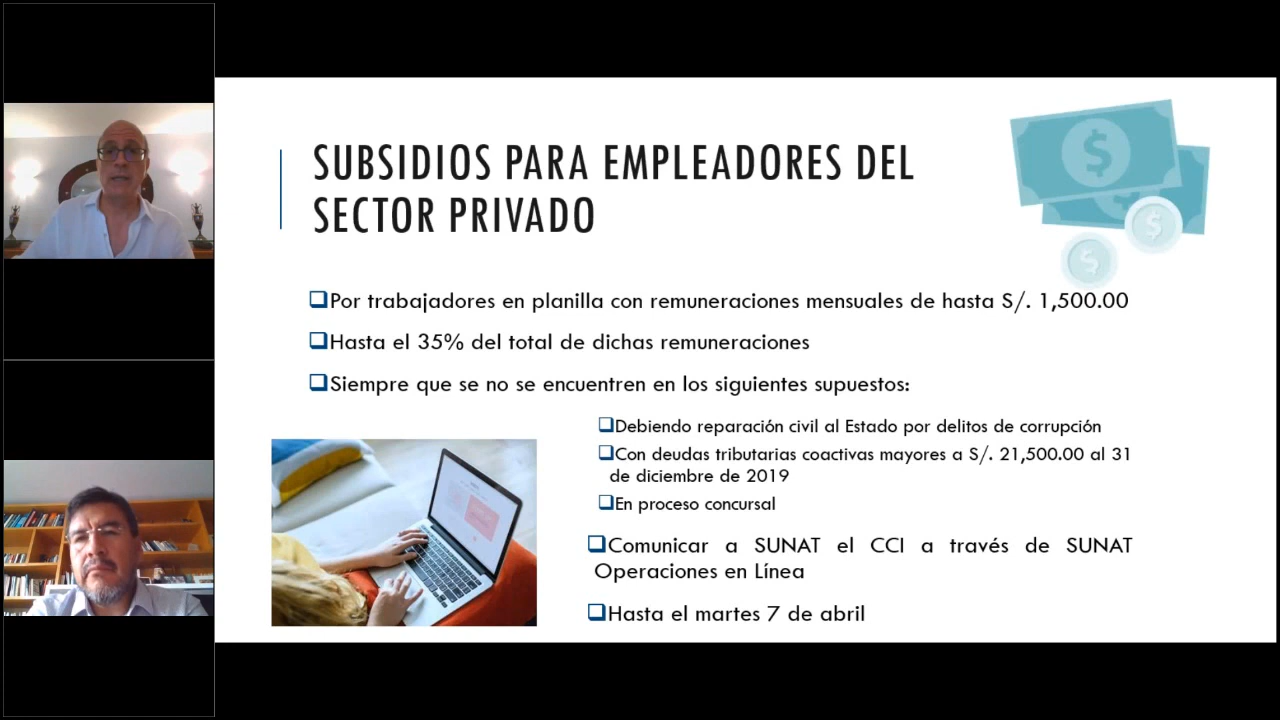 SUBSIDIOS PARA EMPLEADORES DEL
SECTOR PRIVADO
Por trabajadores en planilla con remuneraciones mensuales de hasta S/. 1,500.00
Hasta el 35% del total de dichas remuneraciones
Siempre que se no se encuentren en los siguientes supuestos:
Debiendo reparación civil al Estado por delitos de corrupción
Con deudas tributarias coactivas mayores a S/. 21,500.00 al 31
de diciembre de 2019
En proceso concursal
Comunicar a SUNAT el CCI a través de SUNAT
Operaciones en Línea
Hasta el martes 7 de abril